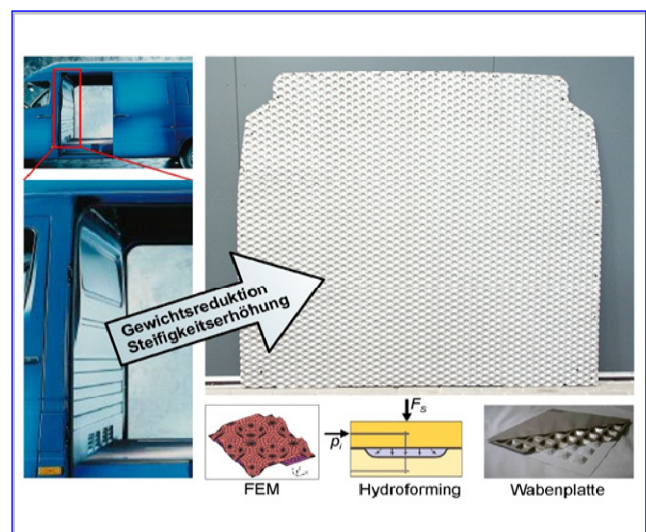 Gewichtsreduktion
Steifigkeitserhöhung
F_S
p_i
FEM
Hydroforming
Wabenplatte